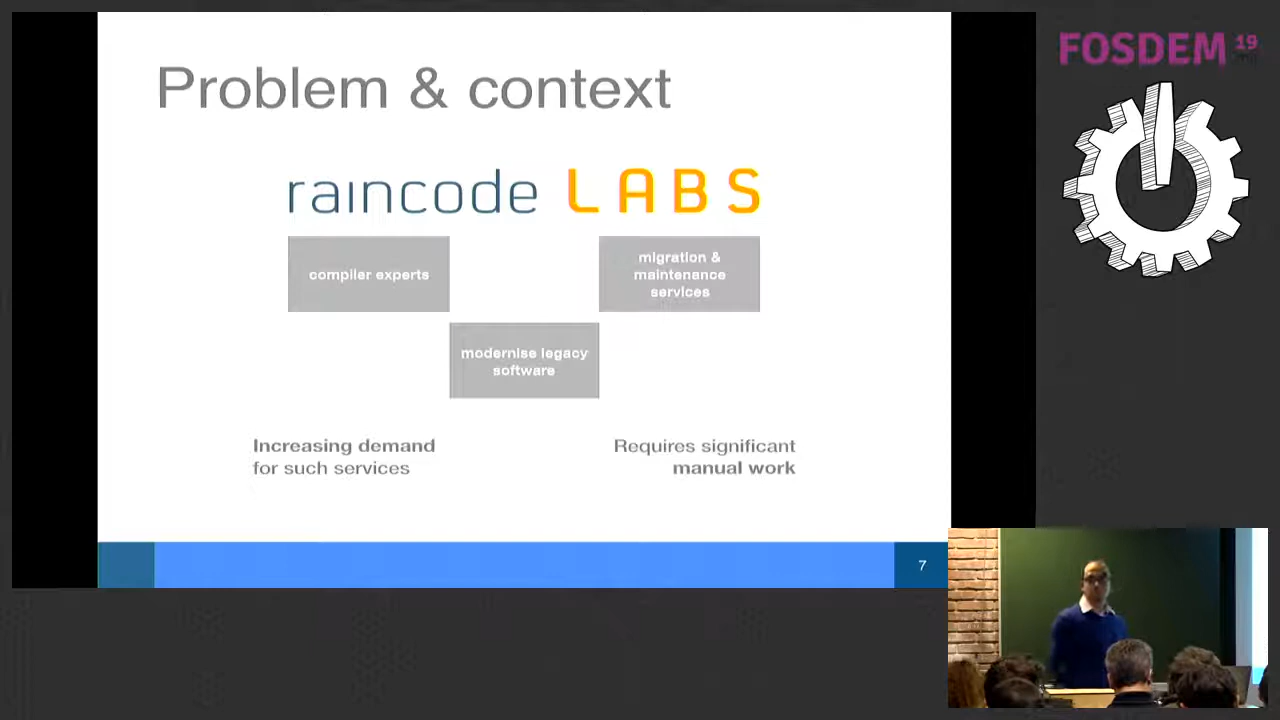 Problem & context
raincode LABS
compiler experts
migration &
maintenance
services
modernise legacy
software
Increasing demand
for such services
Requires significant
manual work
7
FOSDEM 19